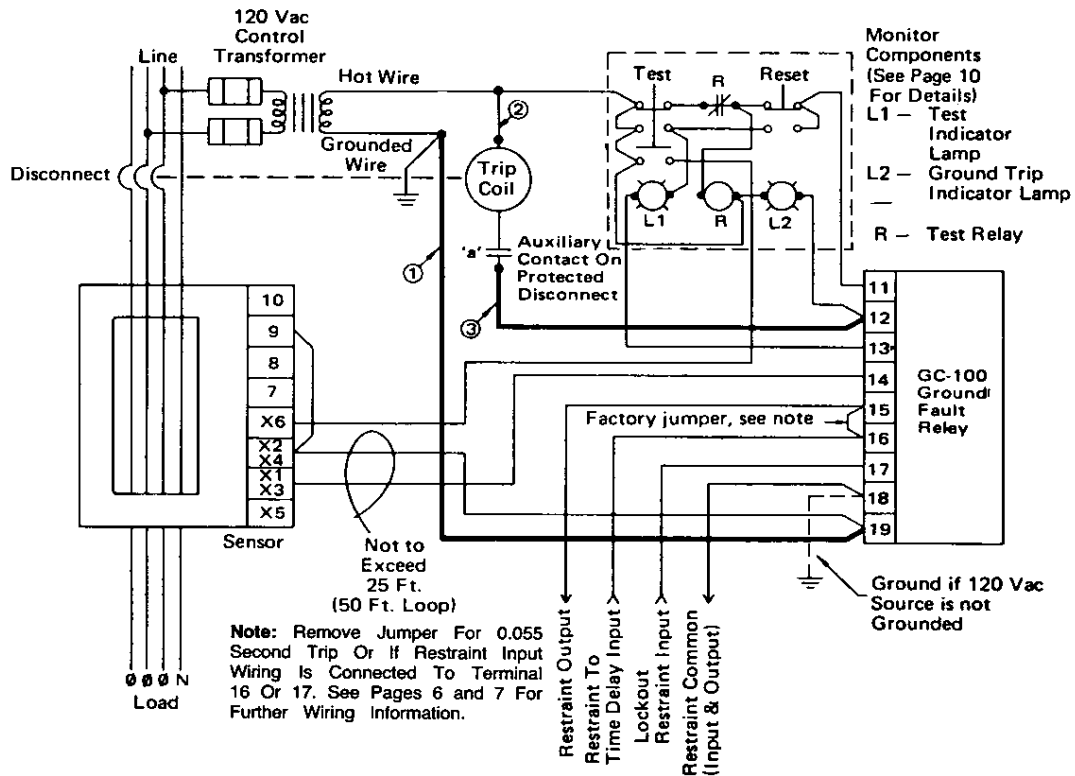 120 Vac
Control
Transformer
Line
Hot Wire
Grounded
Wire
Disconnect
②
Trip
Coil
'a'
Auxiliary
Contact On
Protected
Disconnect
①
③
Test
R
Reset
L1
R
L2
Monitor
Components
(See Page 10
For Details)
L1 – Test
Indicator
Lamp
L2 – Ground Trip
Indicator Lamp
R – Test Relay
10
9
8
7
X6
X2
X4
X1
X3
X5
Sensor
11
12
13
14
15
16
17
18
19
GC-100
Ground
Fault
Relay
Factory jumper, see note
Not to
Exceed
25 Ft.
(50 Ft. Loop)
Ground if 120 Vac
Source is not
Grounded
Ø Ø Ø N
Load
Note: Remove Jumper For 0.055
Second Trip Or If Restraint Input
Wiring Is Connected To Terminal
16 Or 17. See Pages 6 and 7 For
Further Wiring Information.
Restraint Output
Restraint To
Time Delay Input
Lockout
Restraint Input
Restraint Common
(Input & Output)